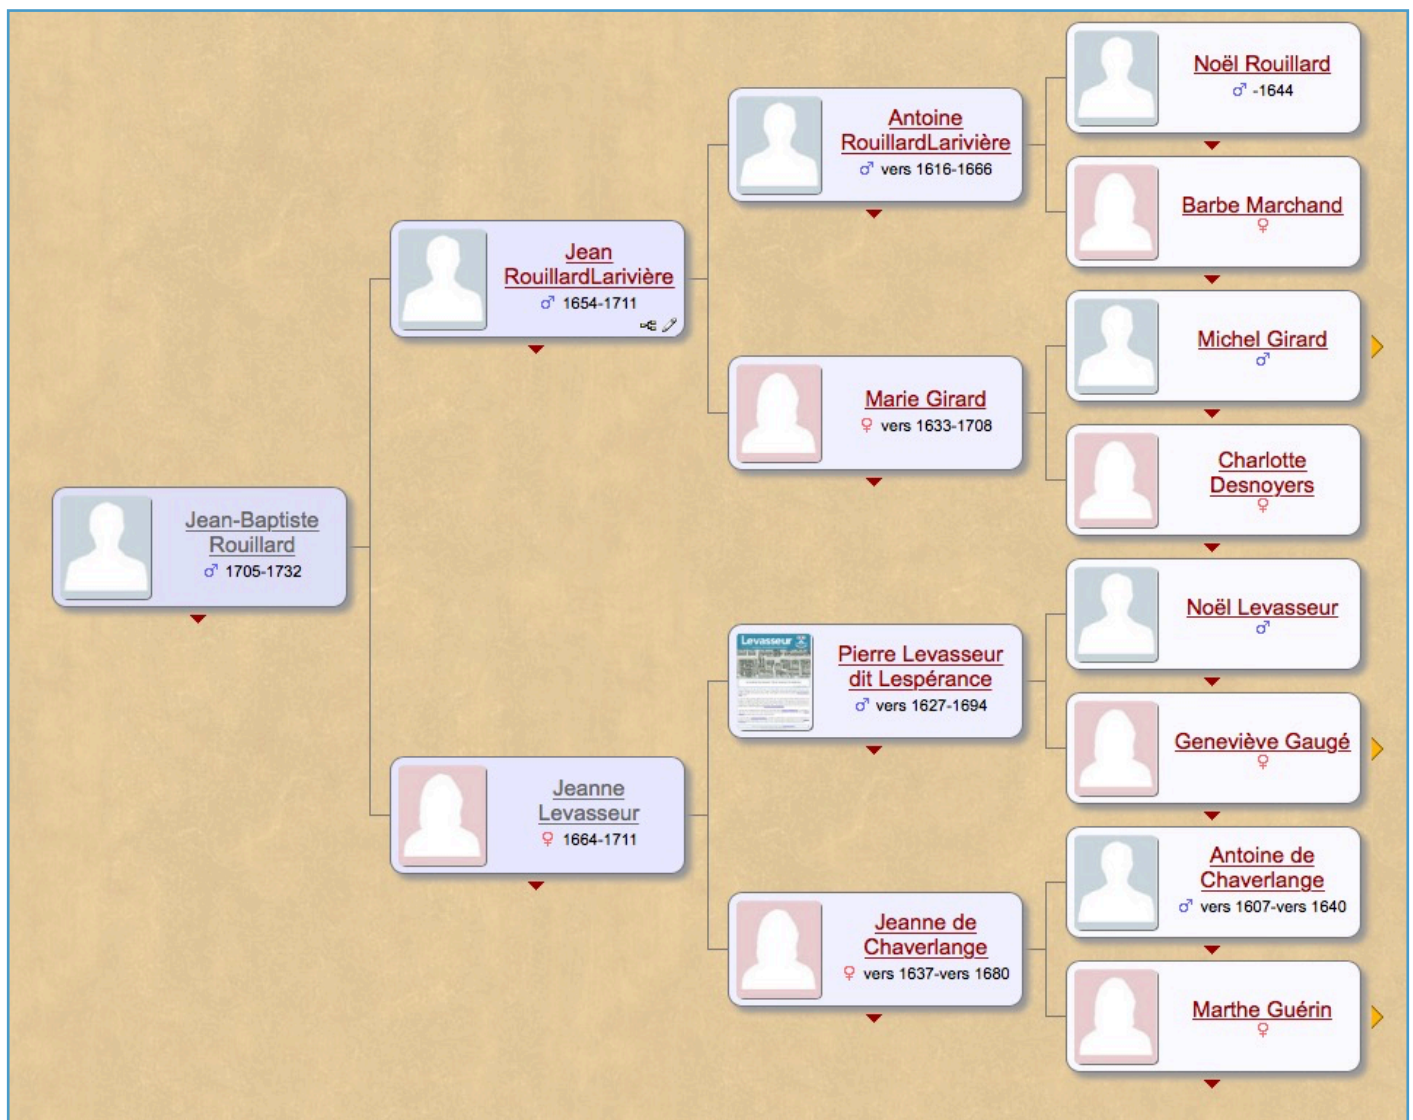 Jean-Baptiste
Rouillard
♂ 1705-1732
Jean
RouillardLarivière
♂ 1654-1711
Jeanne
Levasseur
♀ 1664-1711
Antoine
RouillardLarivière
♂ vers 1616-1666
Marie Girard
♀ vers 1633-1708
Levasseur
Pierre Levasseur
dit Lespérance
♂ vers 1627-1694
Jeanne de
Chaverlange
♀ vers 1637-vers 1680
Noël Rouillard
♂ -1644
Barbe Marchand
♀
Michel Girard
♂
Charlotte
Desnoyers
♀
Noël Levasseur
♂
Geneviève Gaugé
♀
Antoine de
Chaverlange
♂ vers 1607-vers 1640
Marthe Guérin
♀